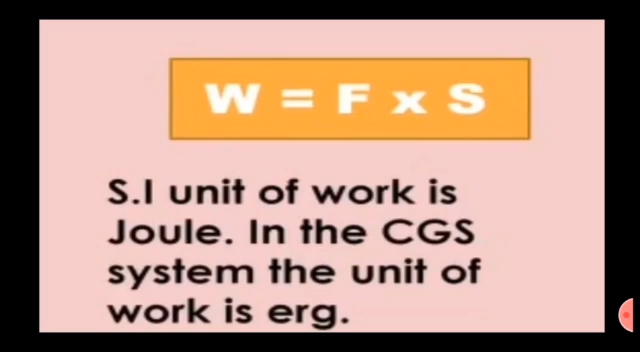 W = F x S
S.I unit of work is
Joule. In the CGS
system the unit of
work is erg.